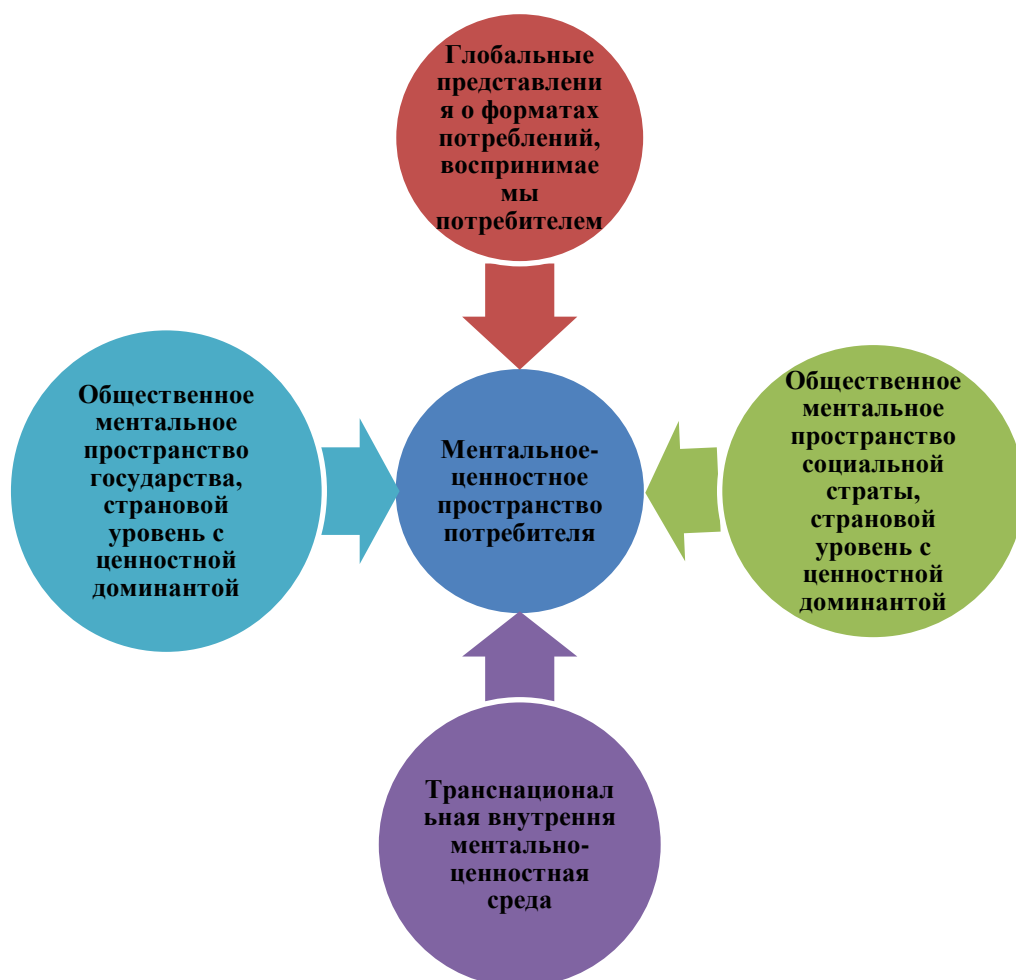 Глобальные
представлени
я о форматах
потреблений,
воспринимае
мы
потребителем
Общественное
ментальное
пространство
государства,
страновой
уровень с
ценностной
доминантой
Ментальное-
ценностное
пространство
потребителя
Общественное
ментальное
пространство
социальной
страты,
страновой
уровень с
ценностной
доминантой
Транснационал
ьная внутрення
ментально-
ценностная
среда